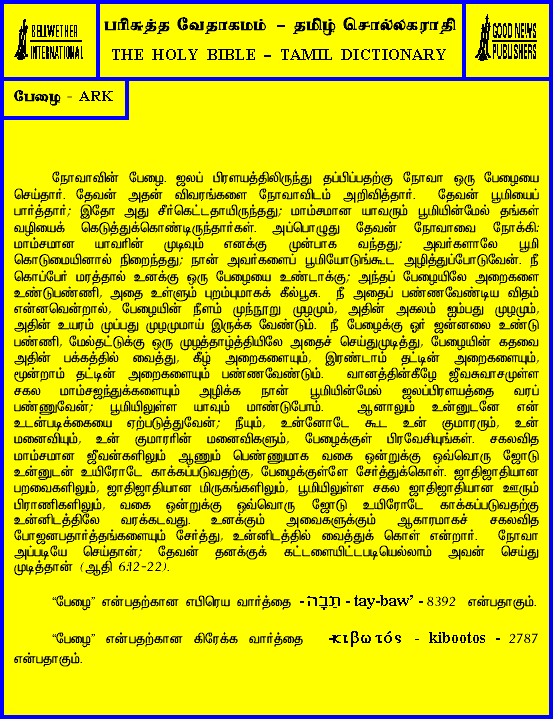 BELLWETHER
INTERNATIONAL
பரிசுத்த வேதாகமம் – தமிழ் சொல்லகராதி
THE HOLY BIBLE – TAMIL DICTIONARY
GOOD NEWS
PUBLISHERS
பேழை - ARK
நோவாவின் பேழை. ஜலப் பிரளயத்திலிருந்து தப்பிப்பதற்கு நோவா ஒரு பேழையை
செய்தார். தேவன் அதன் விவரங்களை நோவாவிடம் அறிவித்தார். தேவன் பூமியைப்
பார்த்தார்; இதோ அது சீர்கெட்டதாயிருந்தது; மாம்சமான யாவரும் பூமியின்மேல் தங்கள்
வழியைக் கெடுத்துக்கொண்டிருந்தார்கள். அப்பொழுது தேவன் நோவாவை நோக்கி:
மாம்சமான யாவரின் முடிவும் எனக்கு முன்பாக வந்தது; அவர்களாலே பூமி
கொடுமையினால் நிறைந்தது; நான் அவர்களைப் பூமியோடுங்கூட அழித்துப்போடுவேன். நீ
கொப்பேர் மரத்தால் உனக்கு ஒரு பேழையை உண்டாக்கு; அந்தப் பேழையிலே அறைகளை
உண்டுபண்ணி, அதை உள்ளும் புறம்புமாகக் கீல்பூசு. நீ அதைப் பண்ணவேண்டிய விதம்
என்னவென்றால், பேழையின் நீளம் முந்நூறு முழமும், அதின் அகலம் ஐம்பது முழமும்,
அதின் உயரம் முப்பது முழமுமாய் இருக்க வேண்டும். நீ பேழைக்கு ஓர் ஜன்னலை உண்டு
பண்ணி, மேல்தட்டுக்கு ஒரு முழத்தாழ்த்தியிலே அதைச் செய்துமுடித்து, பேழையின் கதவை
அதின் பக்கத்தில் வைத்து, கீழ் அறைகளையும், இரண்டாம் தட்டின் அறைகளையும்,
மூன்றாம் தட்டின் அறைகளையும் பண்ணவேண்டும். வானத்தின்கீழே ஜீவசுவாசமுள்ள
சகல மாம்சஜந்துக்களையும் அழிக்க நான் பூமியின்மேல் ஜலப்பிரளயத்தை வரப்
பண்ணுவேன்; பூமியிலுள்ள யாவும் மாண்டுபோம். ஆனாலும் உன்னுடனே என்
உடன்படிக்கையை ஏற்படுத்துவேன்; நீயும், உன்னோடே கூட உன் குமாரரும், உன்
மனைவியும், உன் குமாரரின் மனைவிகளும், பேழைக்குள் பிரவேசியுங்கள். சகலவித
மாம்சமான ஜீவன்களிலும் ஆணும் பெண்ணுமாக வகை ஒன்றுக்கு ஒவ்வொரு ஜோடு
உன்னுடன் உயிரோடே காக்கப்படுவதற்கு, பேழைக்குள்ளே சேர்த்துக்கொள். ஜாதிஜாதியான
பறவைகளிலும், ஜாதிஜாதியான மிருகங்களிலும், பூமியிலுள்ள சகல ஜாதிஜாதியான ஊரும்
பிராணிகளிலும், வகை ஒன்றுக்கு ஒவ்வொரு ஜோடு உயிரோடே காக்கப்படுவதற்கு
உன்னிடத்திலே வரக்கடவது. உனக்கும் அவைகளுக்கும் ஆகாரமாகச் சகலவித
போஜனபதார்த்தங்களையும் சேர்த்து, உன்னிடத்தில் வைத்துக் கொள் என்றார். நோவா
அப்படியே செய்தான்; தேவன் தனக்குக் கட்டளையிட்டபடியெல்லாம் அவன் செய்து
முடித்தான் (ஆதி 6:12-22).
“பேழை” என்பதற்கான எபிரெய வார்த்தை - תֵּבָה - tay-baw’ - 8392 என்பதாகும்.
“பேழை” என்பதற்கான கிரேக்க வார்த்தை -κιβωτός - kibootos - 2787
என்பதாகும்.